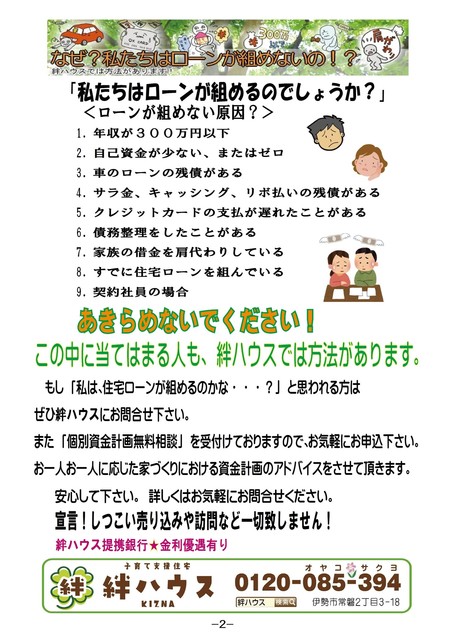 300万以下
肩がわり
なぜ？私たちはローンが組めないの！？
絆ハウスでは方法があります！
「私たちはローンが組めるのでしょうか？」
＜ローンが組めない原因？＞
1. 年収が３００万円以下
2. 自己資金が少ない、またはゼロ
3. 車のローンの残債がある
4. サラ金、キャッシング、リボ払いの残債がある
5. クレジットカードの支払が遅れたことがある
6. 債務整理をしたことがある
7. 家族の借金を肩代わりしている
8. すでに住宅ローンを組んでいる
9. 契約社員の場合
あきらめないでください！
この中に当てはまる人も、絆ハウスでは方法があります。
もし「私は、住宅ローンが組めるのかな・・・？」と思われる方は
ぜひ絆ハウスにお問合せ下さい。
また「個別資金計画無料相談」を受付けておりますので、お気軽にお申込下さい。
お一人お一人に応じた家づくりにおける資金計画のアドバイスをさせて頂きます。
安心して下さい。 詳しくはお気軽にお問合せください。
宣言！しつこい売り込みや訪問など一切致しません！
絆ハウス提携銀行★金利優遇有り
絆
子育て支援住宅
絆ハウス
KIZNA
オヤコ サクヨ
0120-085-394
絆ハウス 検索
伊勢市常磐2丁目3-18
−2−